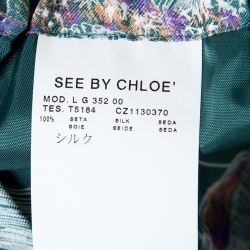 SEE BY CHLOE'
MOD. L G 352 00
TES. T5184 CZ1130370
100% SETA SILK SEDA
SOIE SEIDE SEDA
シルク